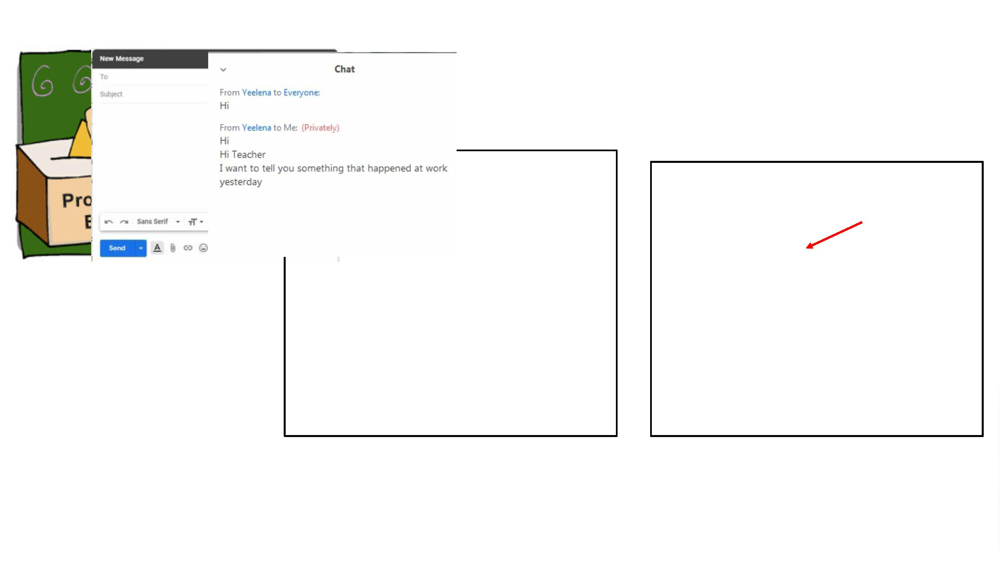 New Message
To
Subject
Sans Serif
Send
Chat
From Yeelena to Everyone:
Hi
From Yeelena to Me: (Privately)
Hi
Hi Teacher
I want to tell you something that happened at work
yesterday